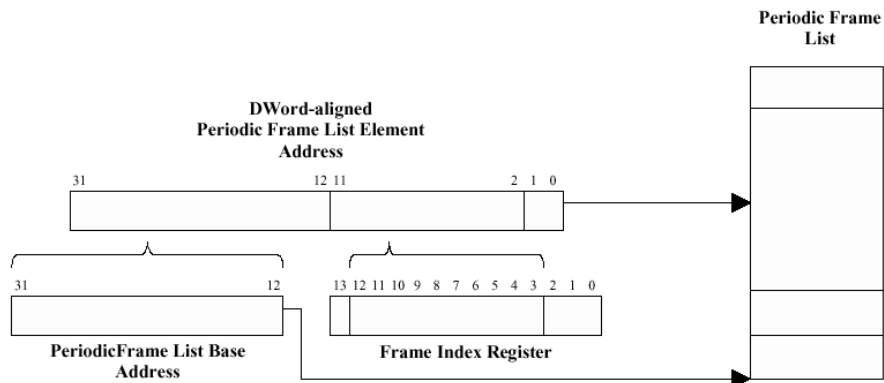 Periodic Frame
List
DWord-aligned
Periodic Frame List Element
Address
31 12 11 2 1 0
31 12
13 12 11 10 9 8 7 6 5 4 3 2 1 0
PeriodicFrame List Base
Address
Frame Index Register